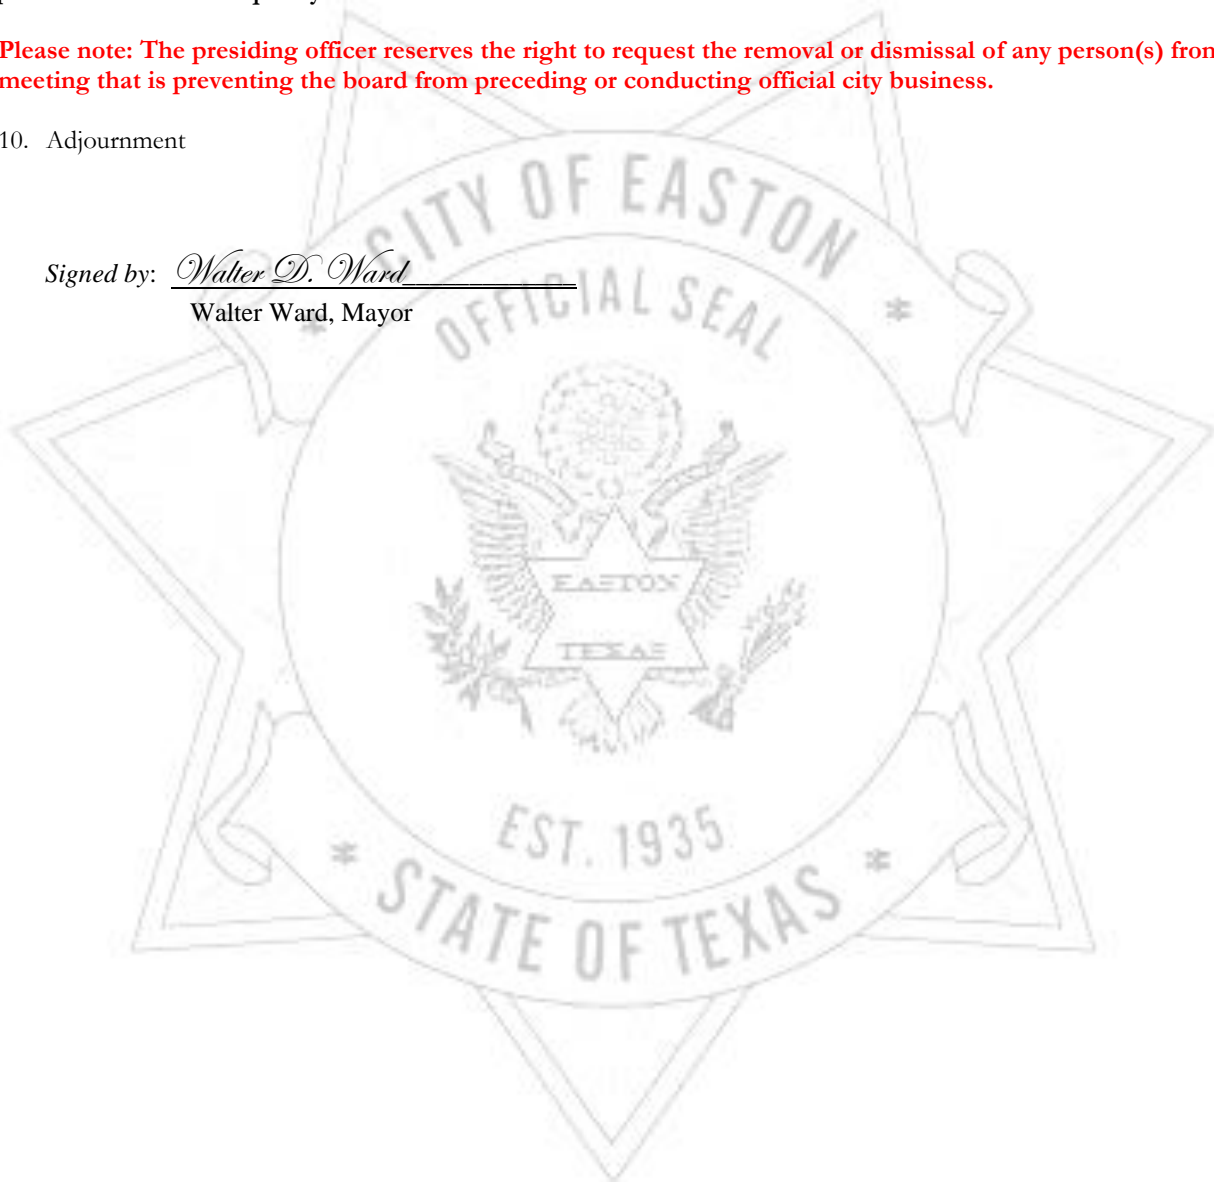 Please note: The presiding officer reserves the right to request the removal or dismissal of any person(s) from
meeting that is preventing the board from preceding or conducting official city business.
10. Adjournment
Signed by: Walter D. Ward_____________
Walter Ward, Mayor
CITY OF EASTON
* OFFICIAL SEAL *
EASTON
TEXAS
EST. 1935
* STATE OF TEXAS *